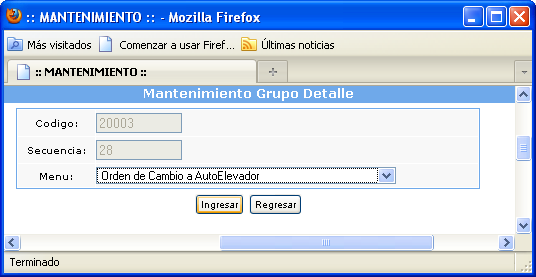 :: MANTENIMIENTO :: - Mozilla Firefox
Más visitados Comenzar a usar Firef... Últimas noticias
:: MANTENIMIENTO ::
Mantenimiento Grupo Detalle
Codigo: 20003
Secuencia: 28
Menu: Orden de Cambio a AutoElevador
Ingresar Regresar
Terminado